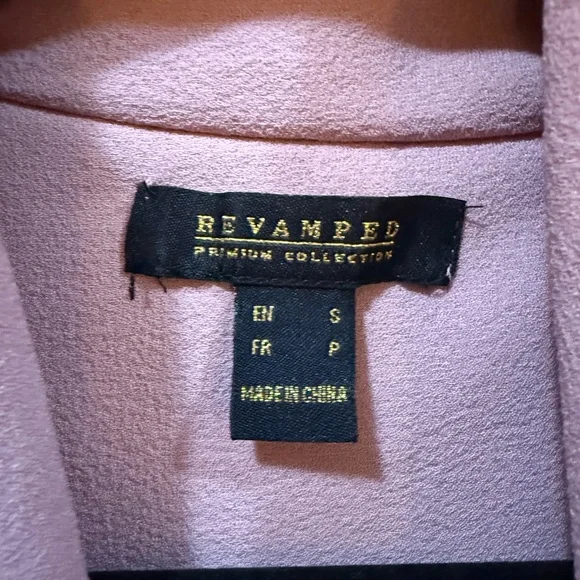 REVAMPED
PREMIUM COLLECTION
EN S
FR P
MADE IN CHINA